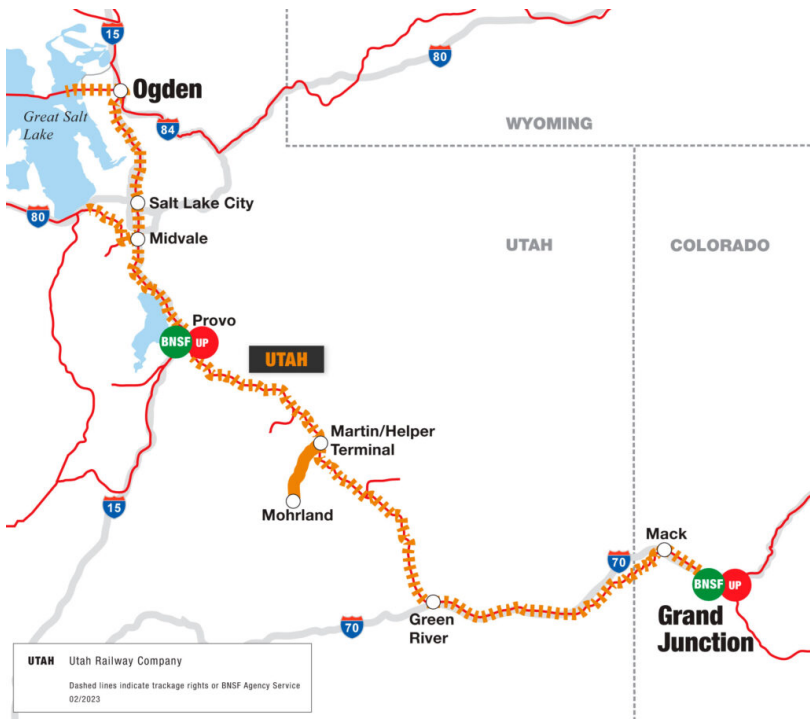 15
80
Ogden
Great Salt
Lake
84
WYOMING
Salt Lake City
80
Midvale
UTAH
COLORADO
Provo
BNSF
UP
UTAH
Martin/Helper
Terminal
15
Mohrland
Mack
70
BNSF
UP
Green
River
70
Grand
Junction
UTAH Utah Railway Company
Dashed lines indicate trackage rights or BNSF Agency Service
02/2023